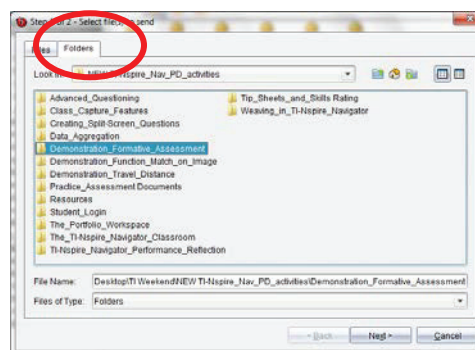 Step 1 of 2 - Select file(s) to send
Files Folders
Look in: NEW TI-Nspire_Nav_PD_activities
Advanced_Questioning
Class_Capture_Features
Creating_Split-Screen_Questions
Data_Aggregation
Demonstration_Formative_Assessment
Demonstration_Function_Match_on_Image
Demonstration_Travel_Distance
Practice_Assessment Documents
Resources
Student_Login
The_Portfolio_Workspace
The_TI-Nspire_Navigator_Classroom
TI-Nspire_Navigator_Performance_Reflection
Tip_Sheets_and_Skills Rating
Weaving_in_TI-Nspire_Navigator
File Name: Desktop\TI Weekend\NEW TI-Nspire_Nav_PD_activities\Demonstration_Formative_Assessment
Files of Type: Folders
< Back Next > Cancel